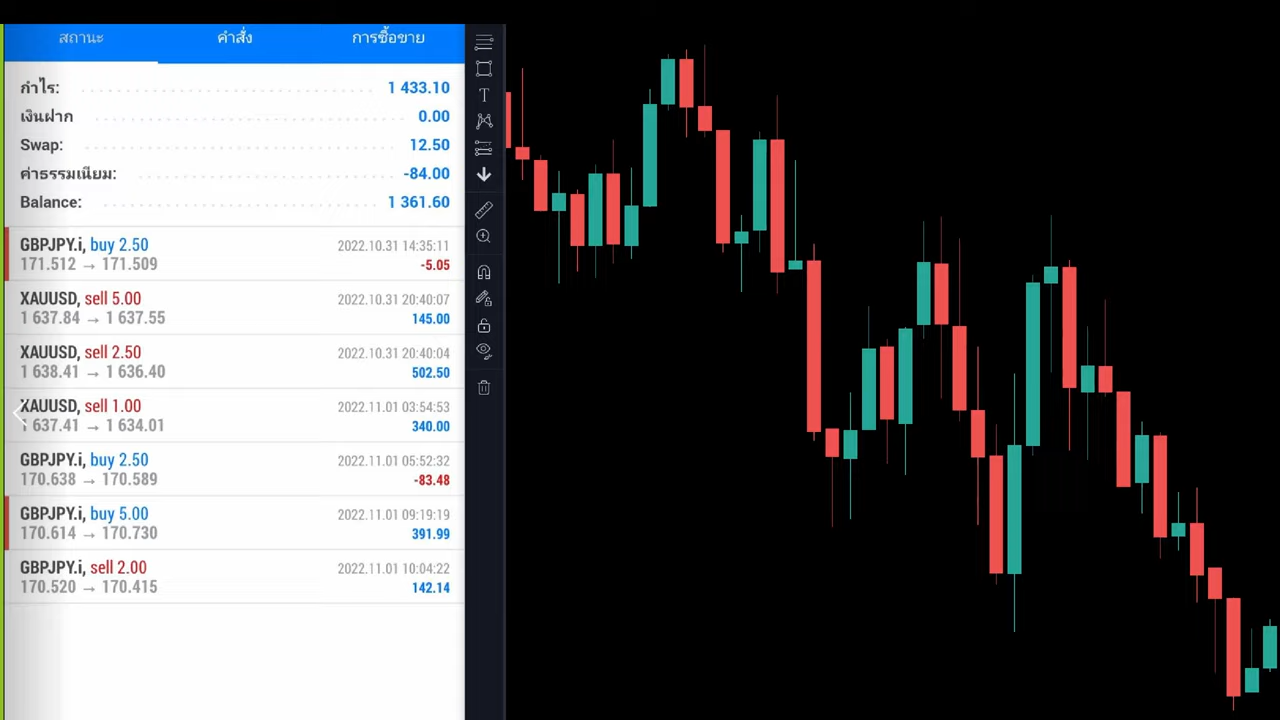 สถานะ คำสั่ง การซื้อขาย
กำไร: 1 433.10
เงินฝาก 0.00
Swap: 12.50
ค่าธรรมเนียม: -84.00
Balance: 1 361.60
GBPJPY.i, buy 2.50 2022.10.31 14:35:11
171.512 → 171.509 -5.05
XAUUSD, sell 5.00 2022.10.31 20:40:07
1 637.84 → 1 637.55 145.00
XAUUSD, sell 2.50 2022.10.31 20:40:04
1 638.41 → 1 636.40 502.50
XAUUSD, sell 1.00 2022.11.01 03:54:53
1 637.41 → 1 634.01 340.00
GBPJPY.i, buy 2.50 2022.11.01 05:52:32
170.638 → 170.589 -83.48
GBPJPY.i, buy 5.00 2022.11.01 09:19:19
170.614 → 170.730 391.99
GBPJPY.i, sell 2.00 2022.11.01 10:04:22
170.520 → 170.415 142.14